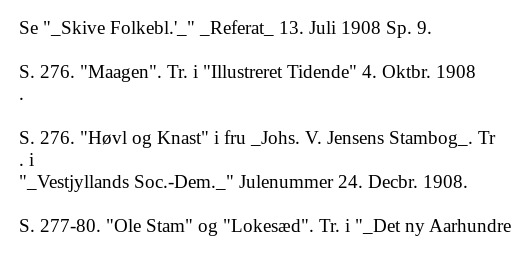 Se "_Skive Folkebl.'_" _Referat_ 13. Juli 1908 Sp. 9.
S. 276. "Maagen". Tr. i "Illustreret Tidende" 4. Oktbr. 1908
.
S. 276. "Høvl og Knast" i fru _Johs. V. Jensens Stambog_. Tr
. i
"_Vestjyllands Soc.-Dem._" Julenummer 24. Decbr. 1908.
S. 277-80. "Ole Stam" og "Lokesæd". Tr. i "_Det ny Aarhundre